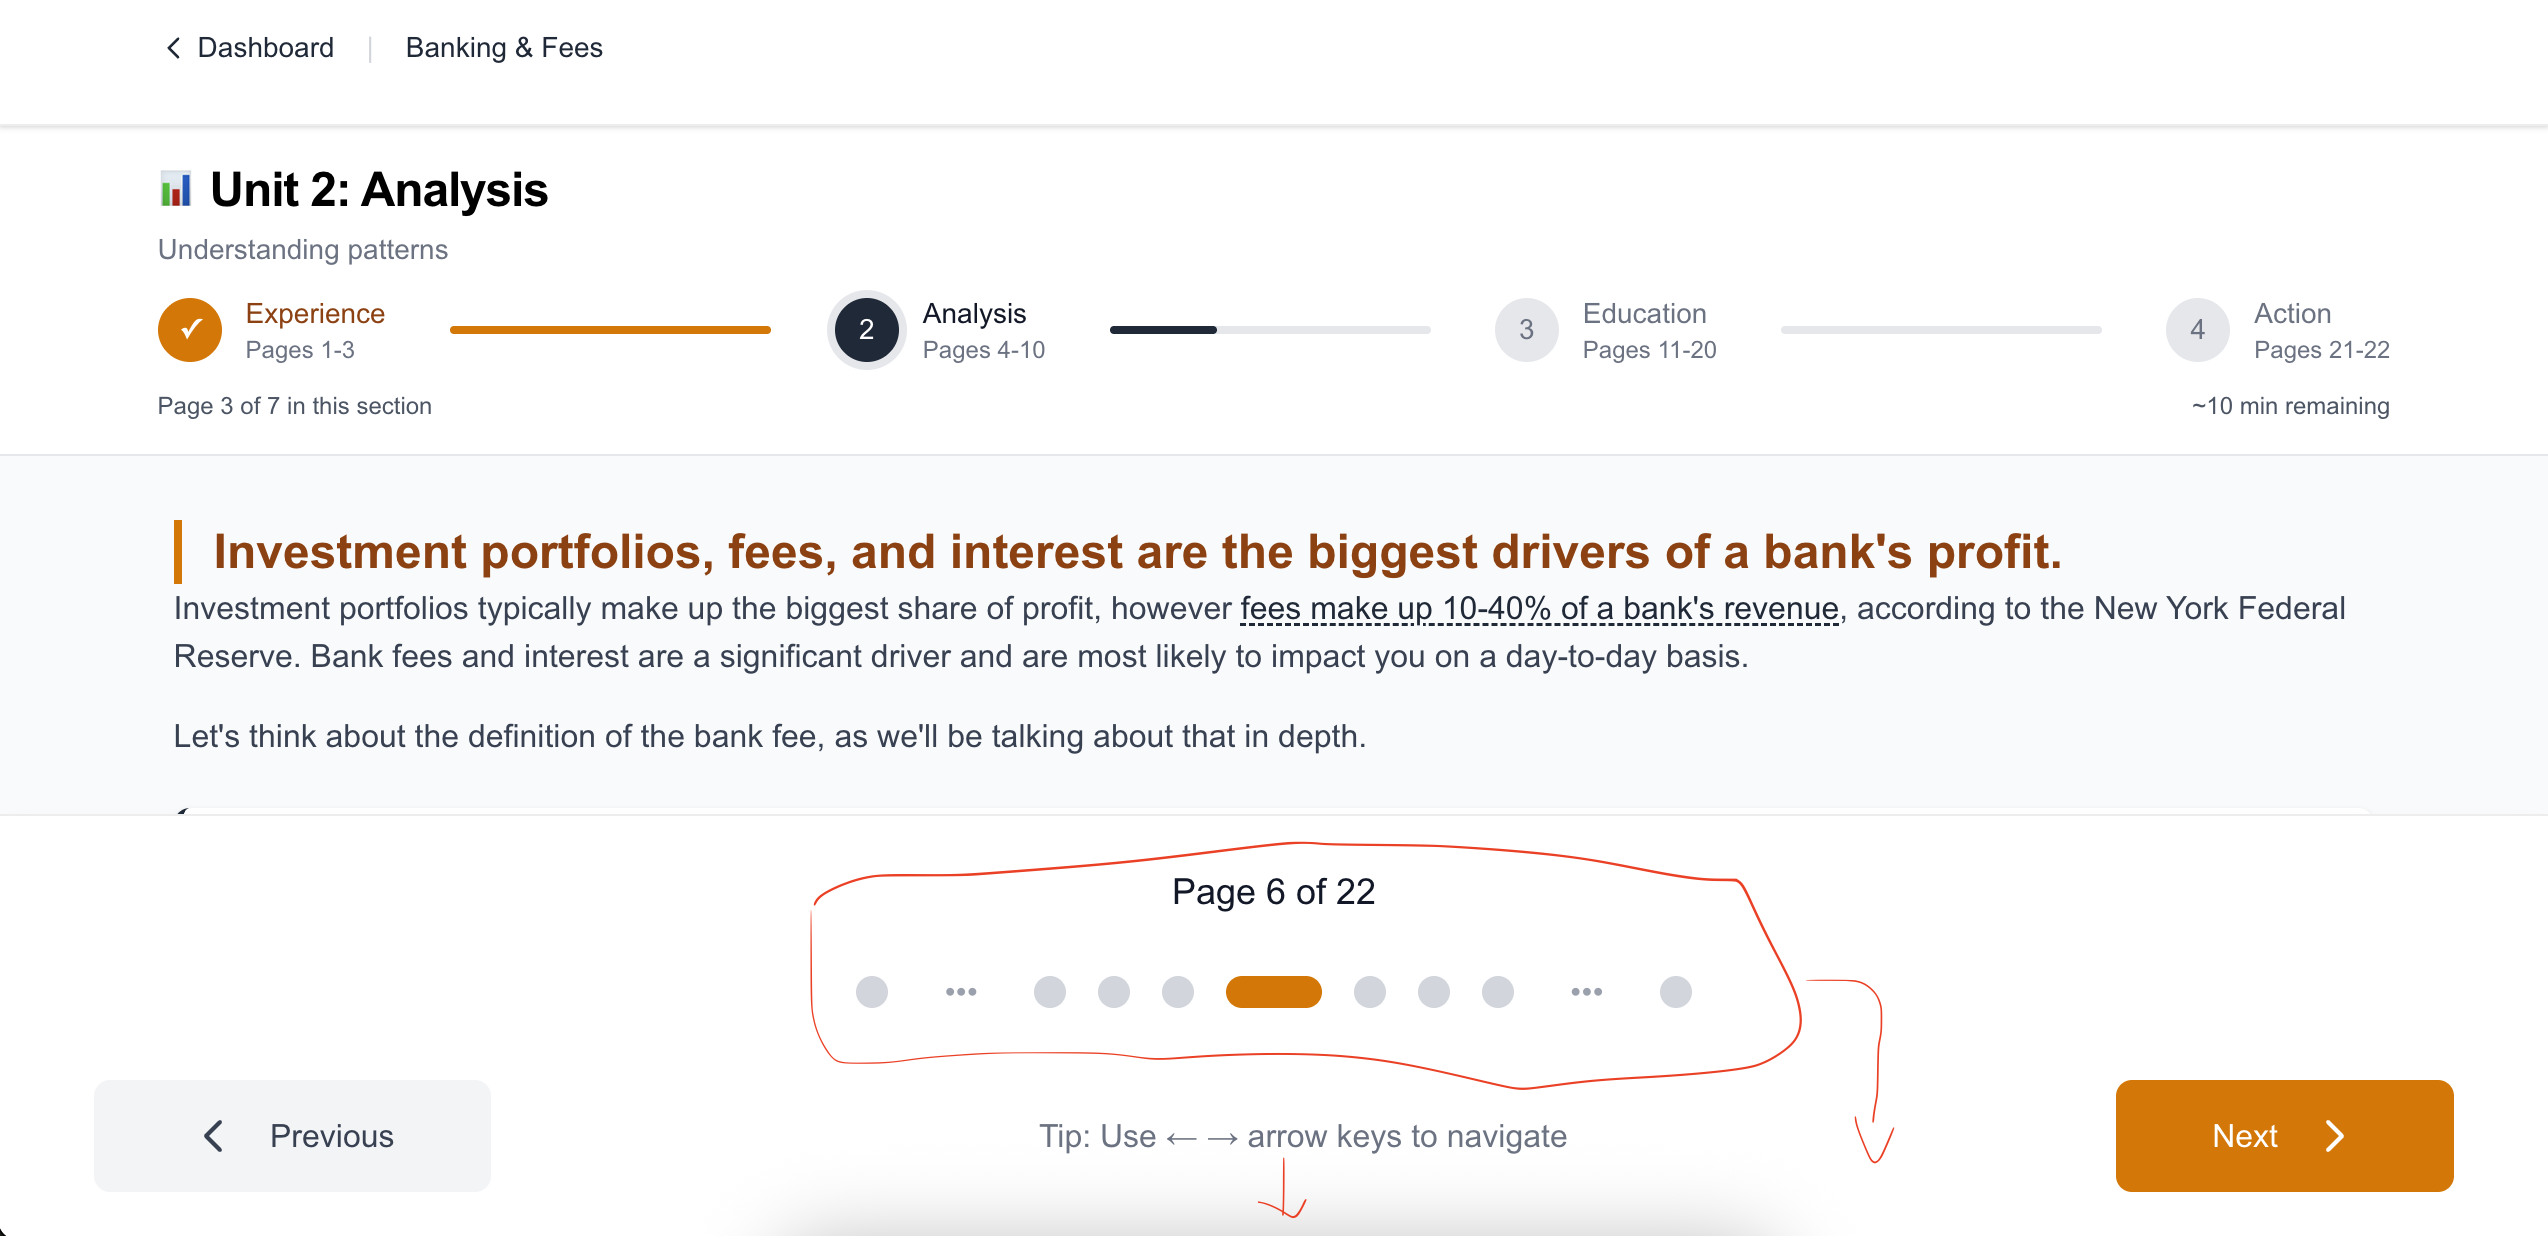 Dashboard | Banking & Fees
Unit 2: Analysis
Understanding patterns
Experience
Pages 1-3
2
Analysis
Pages 4-10
3
Education
Pages 11-20
4
Action
Pages 21-22
Page 3 of 7 in this section
~10 min remaining
Investment portfolios, fees, and interest are the biggest drivers of a bank's profit.
Investment portfolios typically make up the biggest share of profit, however fees make up 10-40% of a bank's revenue, according to the New York Federal
Reserve. Bank fees and interest are a significant driver and are most likely to impact you on a day-to-day basis.
Let's think about the definition of the bank fee, as we'll be talking about that in depth.
Page 6 of 22
Previous
Tip: Use ← → arrow keys to navigate
Next